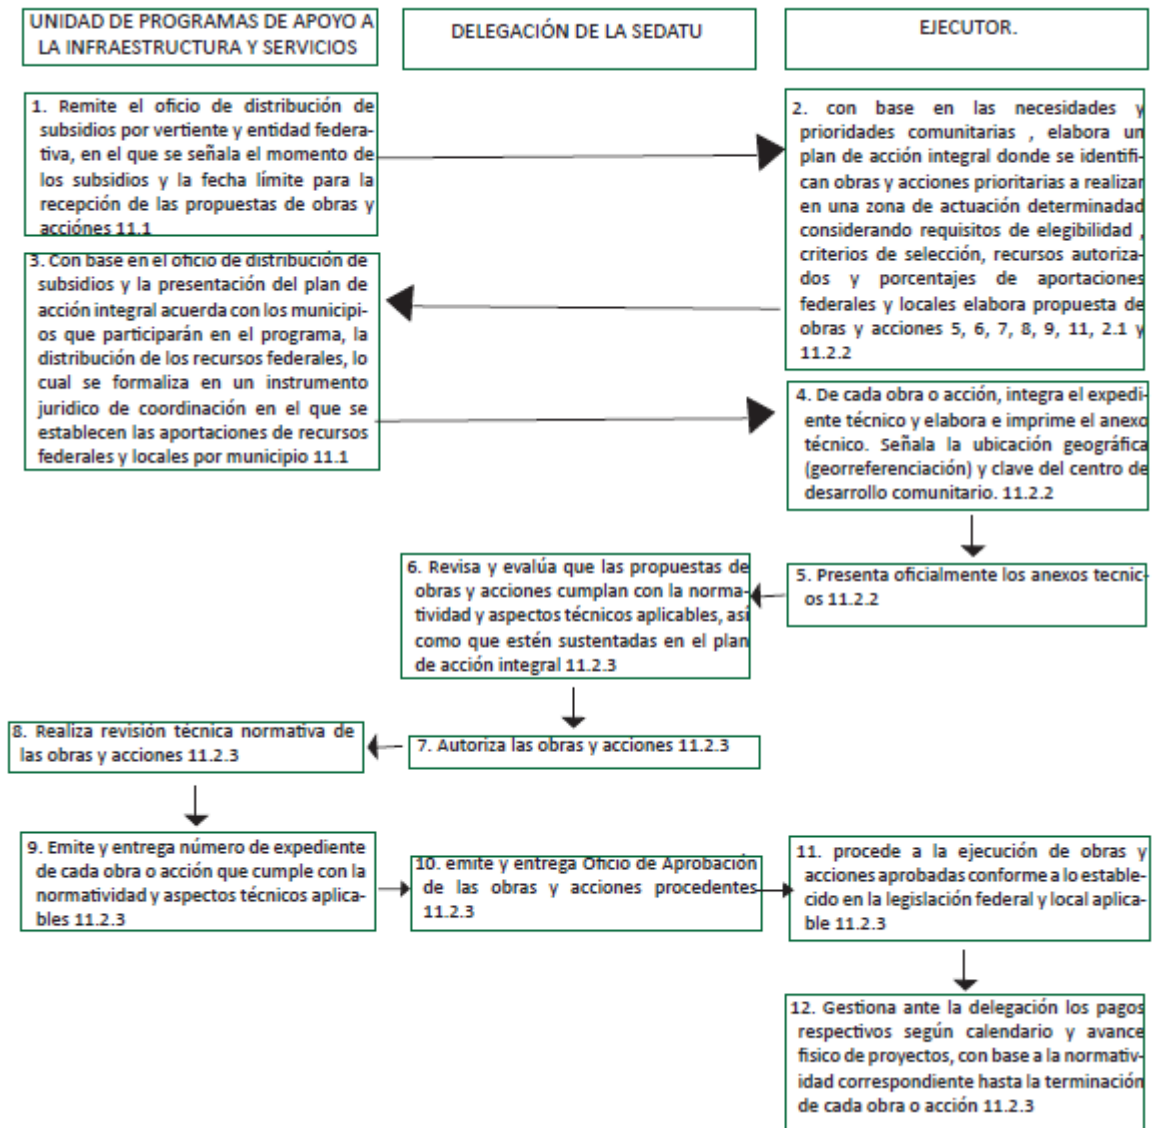 UNIDAD DE PROGRAMAS DE APOYO A
LA INFRAESTRUCTURA Y SERVICIOS
DELEGACIÓN DE LA SEDATU
EJECUTOR.
1. Remite el oficio de distribución de
subsidios por vertiente y entidad federa-
tiva, en el que se señala el momento de
los subsidios y la fecha límite para la
recepción de las propuestas de obras y
acciónes 11.1
2. con base en las necesidades y
prioridades comunitarias , elabora un
plan de acción integral donde se identifi-
can obras y acciones prioritarias a realizar
en una zona de actuación determinadad
considerando requisitos de elegibilidad ,
criterios de selección, recursos autoriza-
dos y porcentajes de aportaciones
federales y locales elabora propuesta de
obras y acciones 5, 6, 7, 8, 9, 11, 2.1 y
11.2.2
3. Con base en el oficio de distribución de
subsidios y la presentación del plan de
acción integral acuerda con los municipi-
os que participarán en el programa, la
distribución de los recursos federales, lo
cual se formaliza en un instrumento
juridico de coordinación en el que se
establecen las aportaciones de recursos
federales y locales por municipio 11.1
4. De cada obra o acción, integra el expedi-
ente técnico y elabora e imprime el anexo
técnico. Señala la ubicación geográfica
(georreferenciación) y clave del centro de
desarrollo comunitario. 11.2.2
5. Presenta oficialmente los anexos tecnic-
os 11.2.2
6. Revisa y evalúa que las propuestas de
obras y acciones cumplan con la norma-
tividad y aspectos técnicos aplicables, así
como que estén sustentadas en el plan
de acción integral 11.2.3
7. Autoriza las obras y acciones 11.2.3
8. Realiza revisión técnica normativa de
las obras y acciones 11.2.3
9. Emite y entrega número de expediente
de cada obra o acción que cumple con la
normatividad y aspectos técnicos aplica-
bles 11.2.3
10. emite y entrega Oficio de Aprobación
de las obras y acciones procedentes
11.2.3
11. procede a la ejecución de obras y
acciones aprobadas conforme a lo estable-
cido en la legislación federal y local aplica-
ble 11.2.3
12. Gestiona ante la delegación los pagos
respectivos según calendario y avance
fisico de proyectos, con base a la normativ-
idad correspondiente hasta la terminación
de cada obra o acción 11.2.3